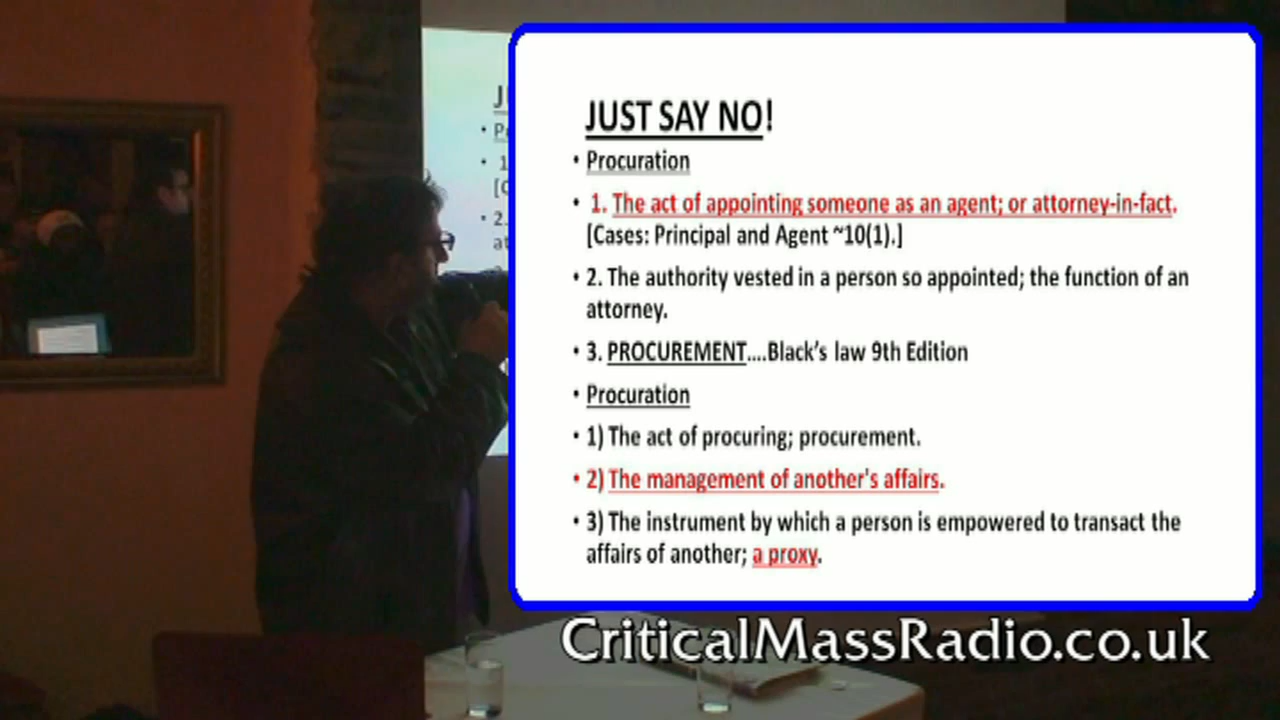 JUST SAY NO!
• Procuration
• 1. The act of appointing someone as an agent; or attorney-in-fact.
[Cases: Principal and Agent ~10(1).]
• 2. The authority vested in a person so appointed; the function of an
attorney.
• 3. PROCUREMENT....Black's law 9th Edition
• Procuration
• 1) The act of procuring; procurement.
• 2) The management of another's affairs.
• 3) The instrument by which a person is empowered to transact the
affairs of another; a proxy.
CriticalMassRadio.co.uk